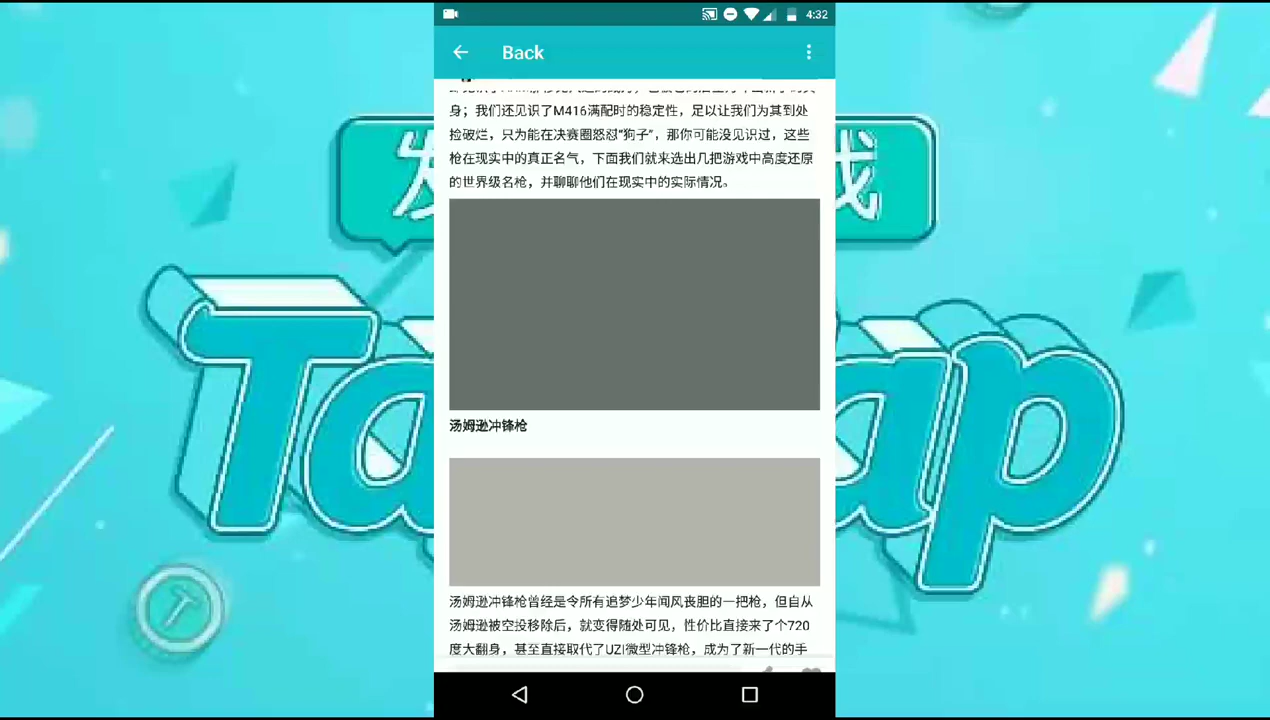 4:32
Back
身；我们还见识了M416满配时的稳定性，足以让我们为其到处
捡破烂，只为能在决赛圈怒怼“狗子”，那你可能没见识过，这些
枪在现实中的真正名气，下面我们就来选出几把游戏中高度还原
的世界级名枪，并聊聊他们在现实中的实际情况。
汤姆逊冲锋枪
汤姆逊冲锋枪曾经是令所有追梦少年闻风丧胆的一把枪，但自从
汤姆逊被空投移除后，就变得随处可见，性价比直接来了个720
度大翻身，甚至直接取代了UZI微型冲锋枪，成为了新一代的手
发
戏
Ta
ap